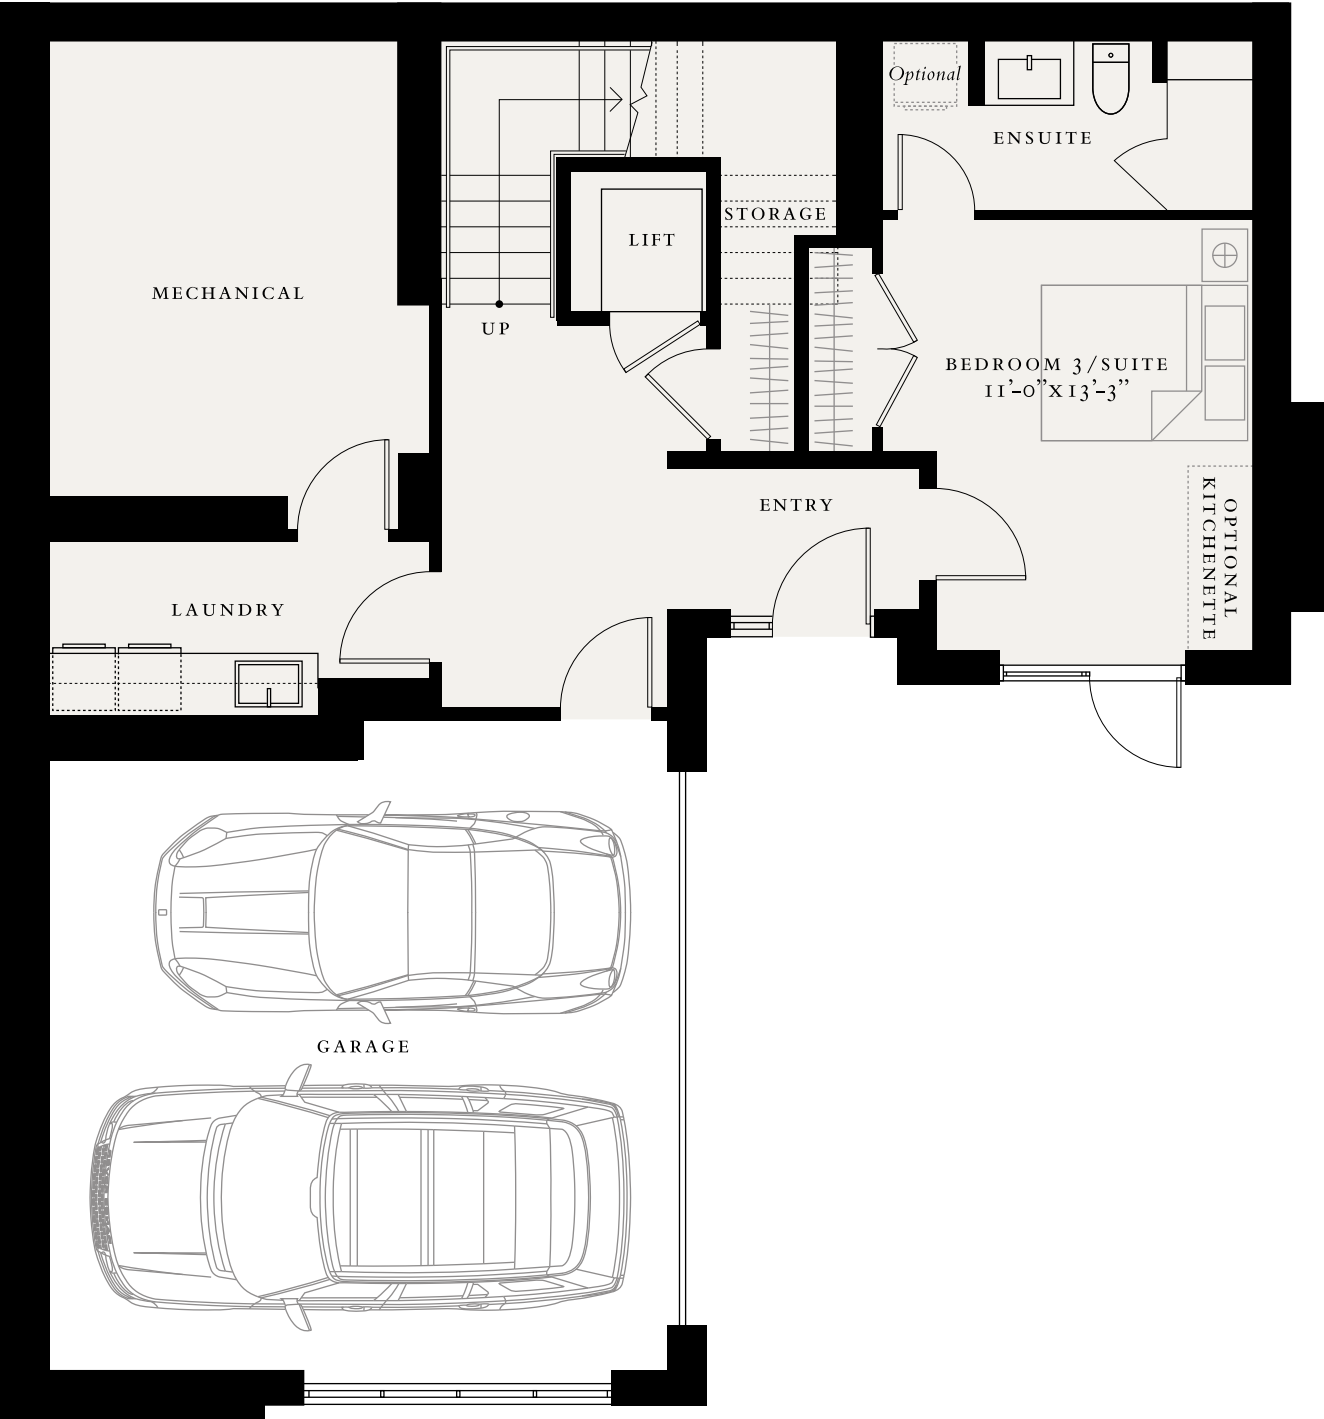 Optional
ENSUITE
STORAGE
LIFT
MECHANICAL
UP
BEDROOM 3/SUITE
11'-0"X13'-3"
ENTRY
OPTIONAL
KITCHENETTE
LAUNDRY
GARAGE